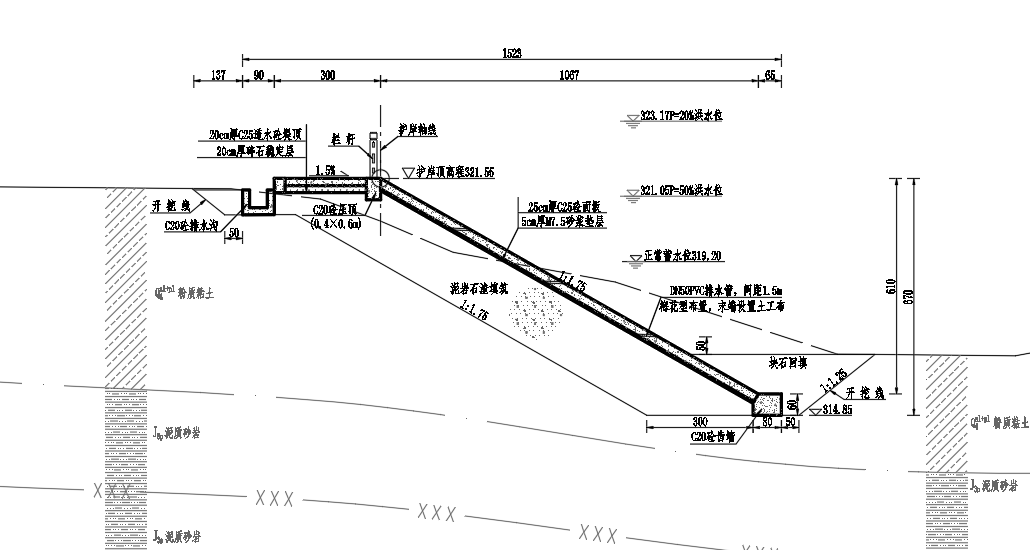 1523
137
90
300
1067
65
323.17P=20%洪水位
20cm厚C25透水砼奖顶
20cm厚碎石稳定层
栏 杆
护岸轴线
1.5%
护岸顶高程321.56
321.05P=50%洪水位
开 挖 线
C20砼排水沟
50
C20砼压顶
(0.4×0.6m)
25cm厚C25砼面板
5cm厚M7.5砂浆垫层
正常蓄水位319.20
粉质粘土
泥岩石渣填筑
1:1.75
1:1.75
DN50PVC排水管，间距1.5m
梅花型布置，末端设置土工布
610
670
50
块石回填
1:1.25
开 挖 线
60
314.85
300
80
50
C20砼齿墙
粉质粘土
泥质砂岩
泥质砂岩
泥质砂岩
XXX
XXX
XXX
XXX
XXX